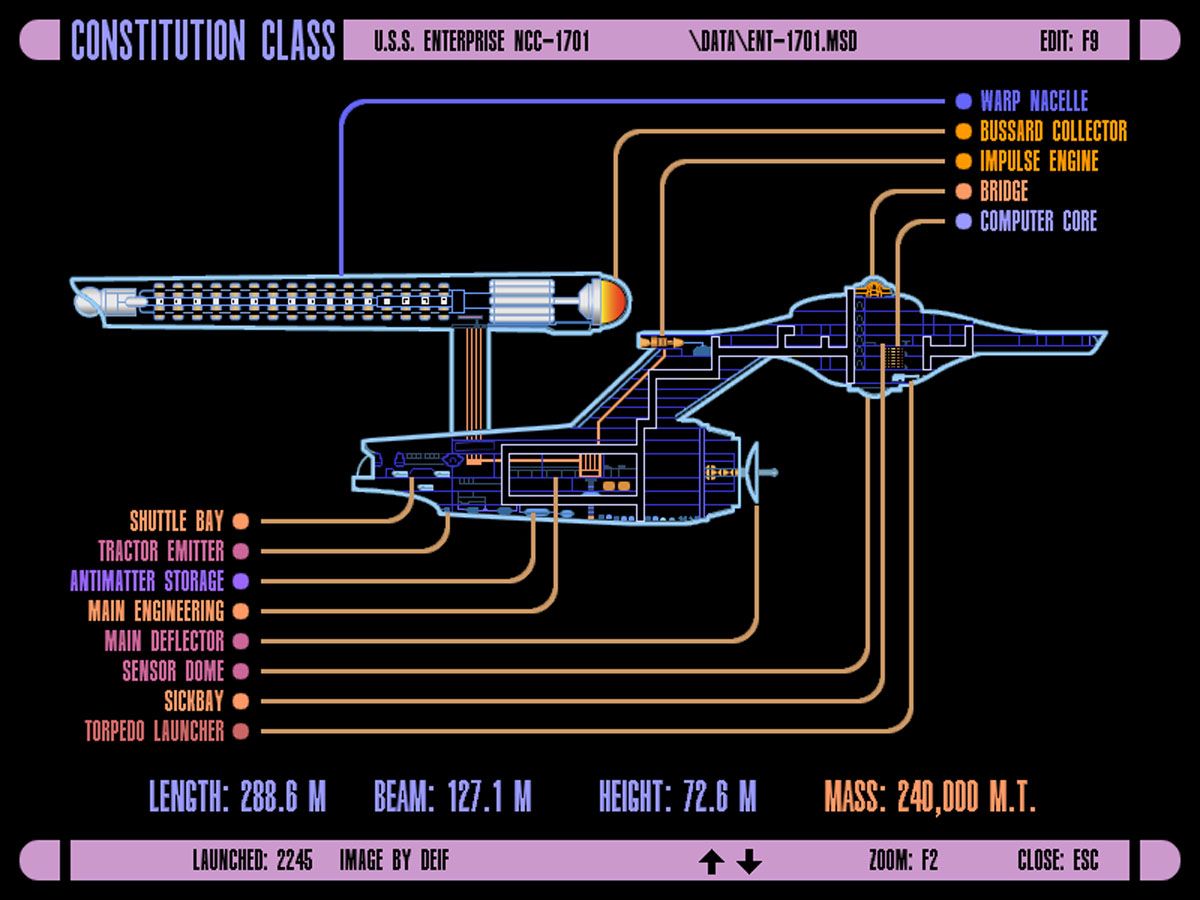 CONSTITUTION CLASS U.S.S. ENTERPRISE NCC-1701 \DATA\ENT-1701.MSD EDIT: F9
WARP NACELLE
BUSSARD COLLECTOR
IMPULSE ENGINE
BRIDGE
COMPUTER CORE
SHUTTLE BAY
TRACTOR EMITTER
ANTIMATTER STORAGE
MAIN ENGINEERING
MAIN DEFLECTOR
SENSOR DOME
SICKBAY
TORPEDO LAUNCHER
LENGTH: 288.6 M BEAM: 127.1 M HEIGHT: 72.6 M MASS: 240,000 M.T.
LAUNCHED: 2245 IMAGE BY DEIF ZOOM: F2 CLOSE: ESC